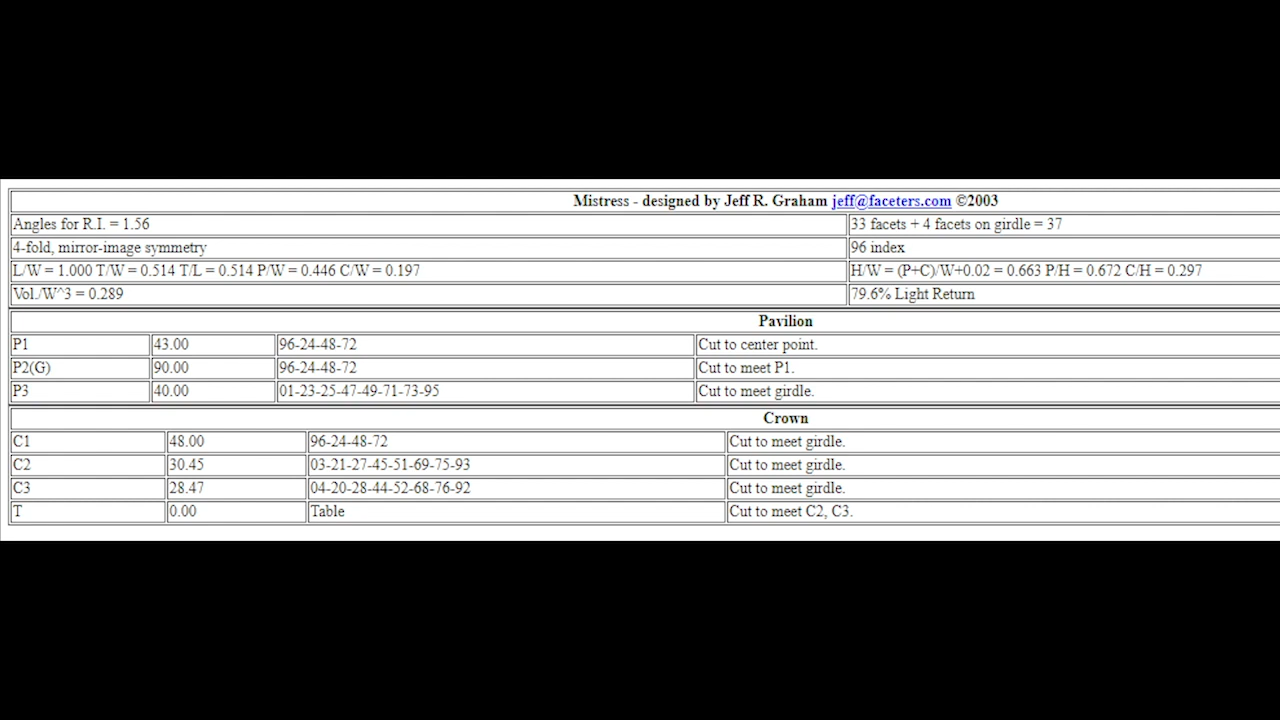 Mistress - designed by Jeff R. Graham jeff@faceters.com ©2003
Angles for R.I. = 1.56 33 facets + 4 facets on girdle = 37
4-fold, mirror-image symmetry 96 index
L/W = 1.000 T/W = 0.514 T/L = 0.514 P/W = 0.446 C/W = 0.197 H/W = (P+C)/W+0.02 = 0.663 P/H = 0.672 C/H = 0.297
Vol./W^3 = 0.289 79.6% Light Return
Pavilion
P1 43.00 96-24-48-72 Cut to center point.
P2(G) 90.00 96-24-48-72 Cut to meet P1.
P3 40.00 01-23-25-47-49-71-73-95 Cut to meet girdle.
Crown
C1 48.00 96-24-48-72 Cut to meet girdle.
C2 30.45 03-21-27-45-51-69-75-93 Cut to meet girdle.
C3 28.47 04-20-28-44-52-68-76-92 Cut to meet girdle.
T 0.00 Table Cut to meet C2, C3.